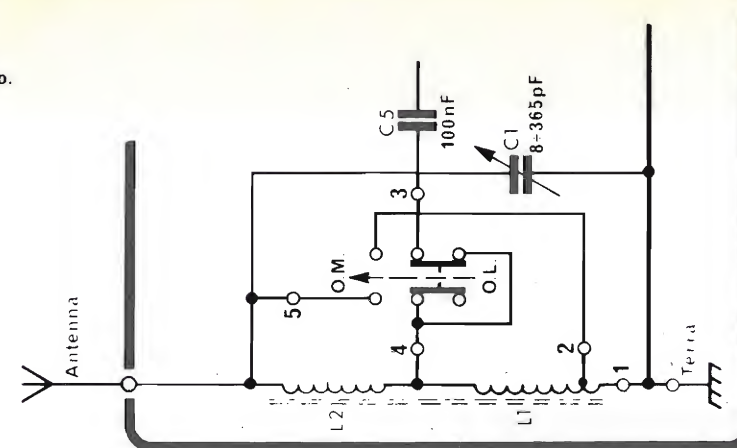 o.
C5
100nF
C1
8÷365pF
3
O.M.
O.L.
5
Antenna
4
2
L2
L1
1
Terra